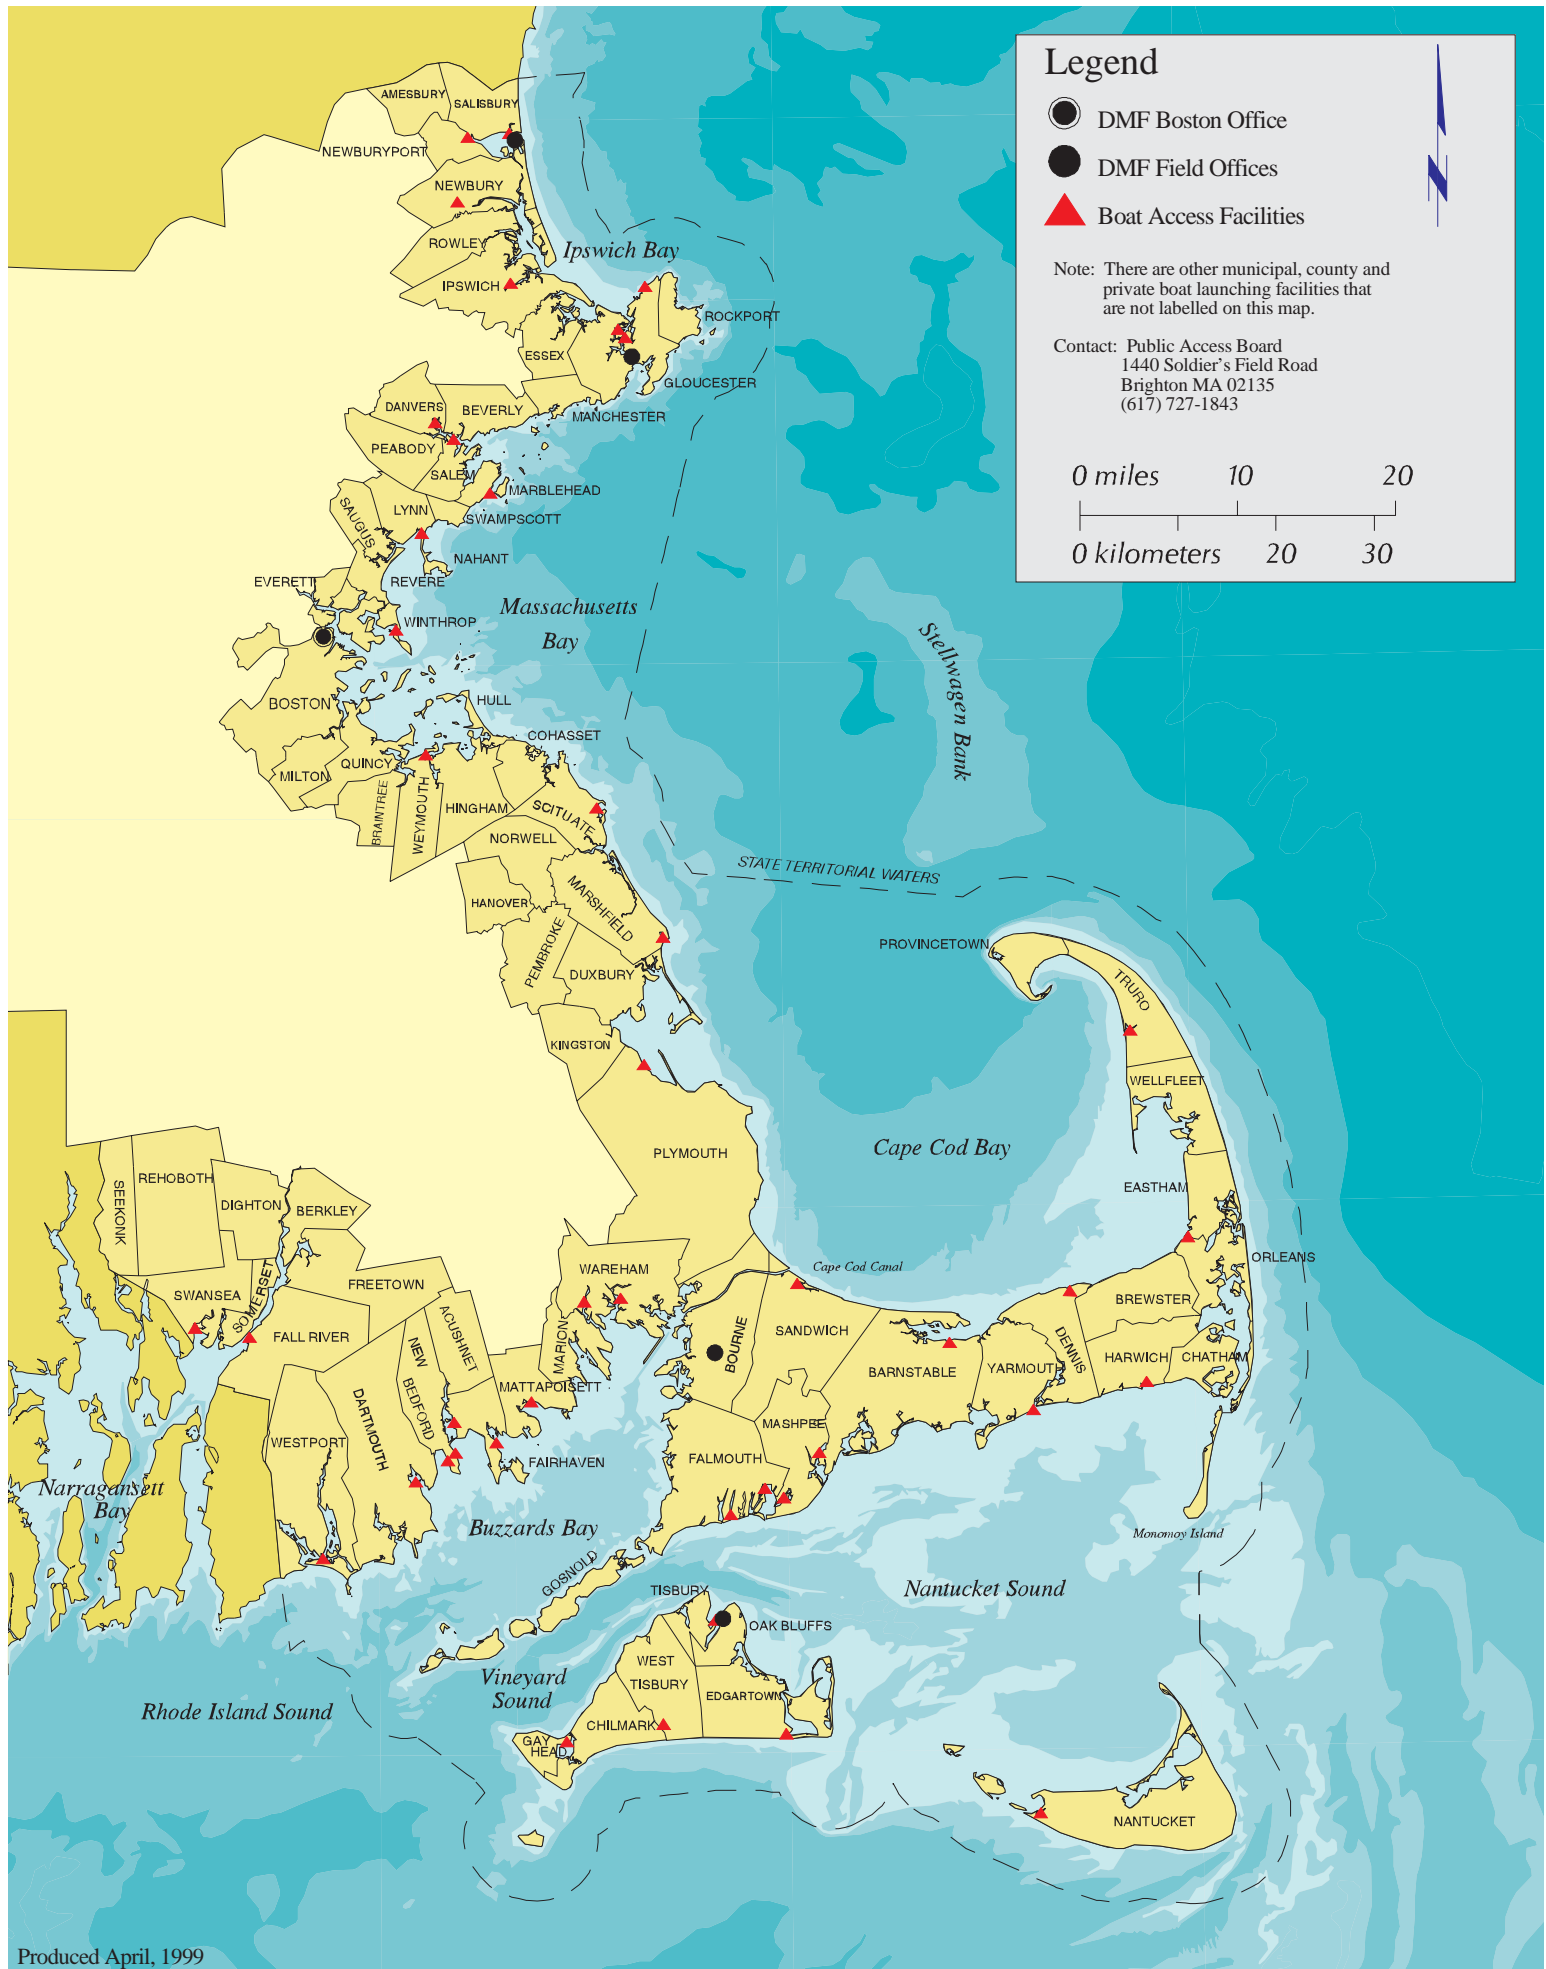 Legend
DMF Boston Office
DMF Field Offices
Boat Access Facilities
Note: There are other municipal, county and
private boat launching facilities that
are not labelled on this map.
Contact: Public Access Board
1440 Soldier's Field Road
Brighton MA 02135
(617) 727-1843
0 miles 10 20
0 kilometers 20 30
N
AMESBURY
SALISBURY
NEWBURYPORT
NEWBURY
ROWLEY
Ipswich Bay
IPSWICH
ROCKPORT
ESSEX
GLOUCESTER
DANVERS
BEVERLY
MANCHESTER
PEABODY
SALEM
MARBLEHEAD
SAUGUS
LYNN
SWAMPSCOTT
NAHANT
EVERETT
REVERE
Massachusetts
Bay
WINTHROP
Stellwagen Bank
BOSTON
HULL
COHASSET
MILTON
QUINCY
BRAINTREE
WEYMOUTH
HINGHAM
SCITUATE
NORWELL
STATE TERRITORIAL WATERS
HANOVER
MARSHFIELD
PEMBROKE
PROVINCETOWN
DUXBURY
TRURO
KINGSTON
WELLFLEET
PLYMOUTH
Cape Cod Bay
SEEKONK
REHOBOTH
DIGHTON
BERKLEY
EASTHAM
ORLEANS
WAREHAM
Cape Cod Canal
FREETOWN
SWANSEA
SOMERSET
BREWSTER
FALL RIVER
ACUSHNET
NEW
BEDFORD
MARION
BOURNE
SANDWICH
DENNIS
HARWICH
CHATHAM
YARMOUTH
BARNSTABLE
MATTAPOISETT
DARTMOUTH
MASHPEE
WESTPORT
FALMOUTH
FAIRHAVEN
Narragansett
Bay
Buzzards Bay
Monomoy Island
GOSNOLD
Nantucket Sound
TISBURY
OAK BLUFFS
WEST
TISBURY
Vineyard
Sound
EDGARTOWN
Rhode Island Sound
CHILMARK
GAY
HEAD
NANTUCKET
Produced April, 1999